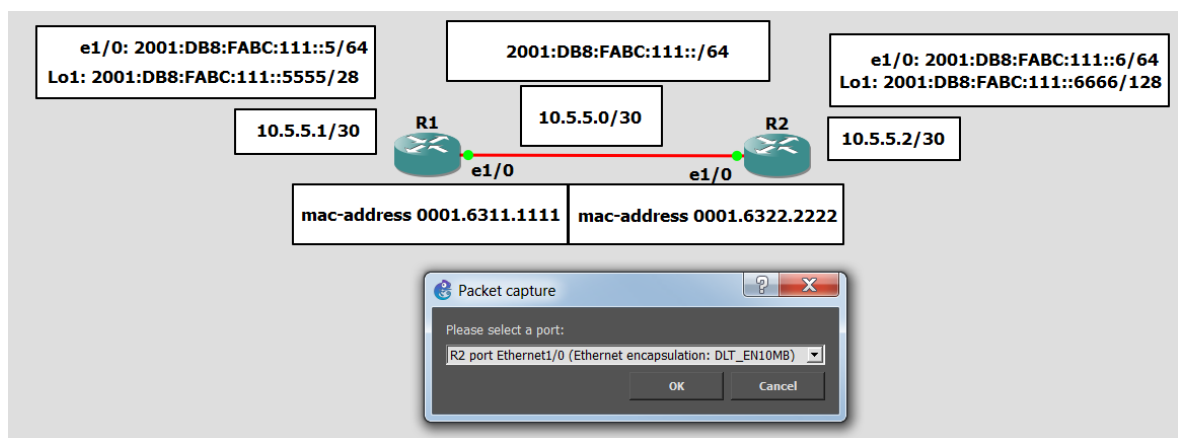 e1/0: 2001:DB8:FABC:111::5/64
Lo1: 2001:DB8:FABC:111::5555/28
2001:DB8:FABC:111::/64
e1/0: 2001:DB8:FABC:111::6/64
Lo1: 2001:DB8:FABC:111::6666/128
10.5.5.1/30
R1
10.5.5.0/30
R2
10.5.5.2/30
e1/0
e1/0
mac-address 0001.6311.1111
mac-address 0001.6322.2222
Packet capture
Please select a port:
R2 port Ethernet1/0 (Ethernet encapsulation: DLT_EN10MB)
OK
Cancel